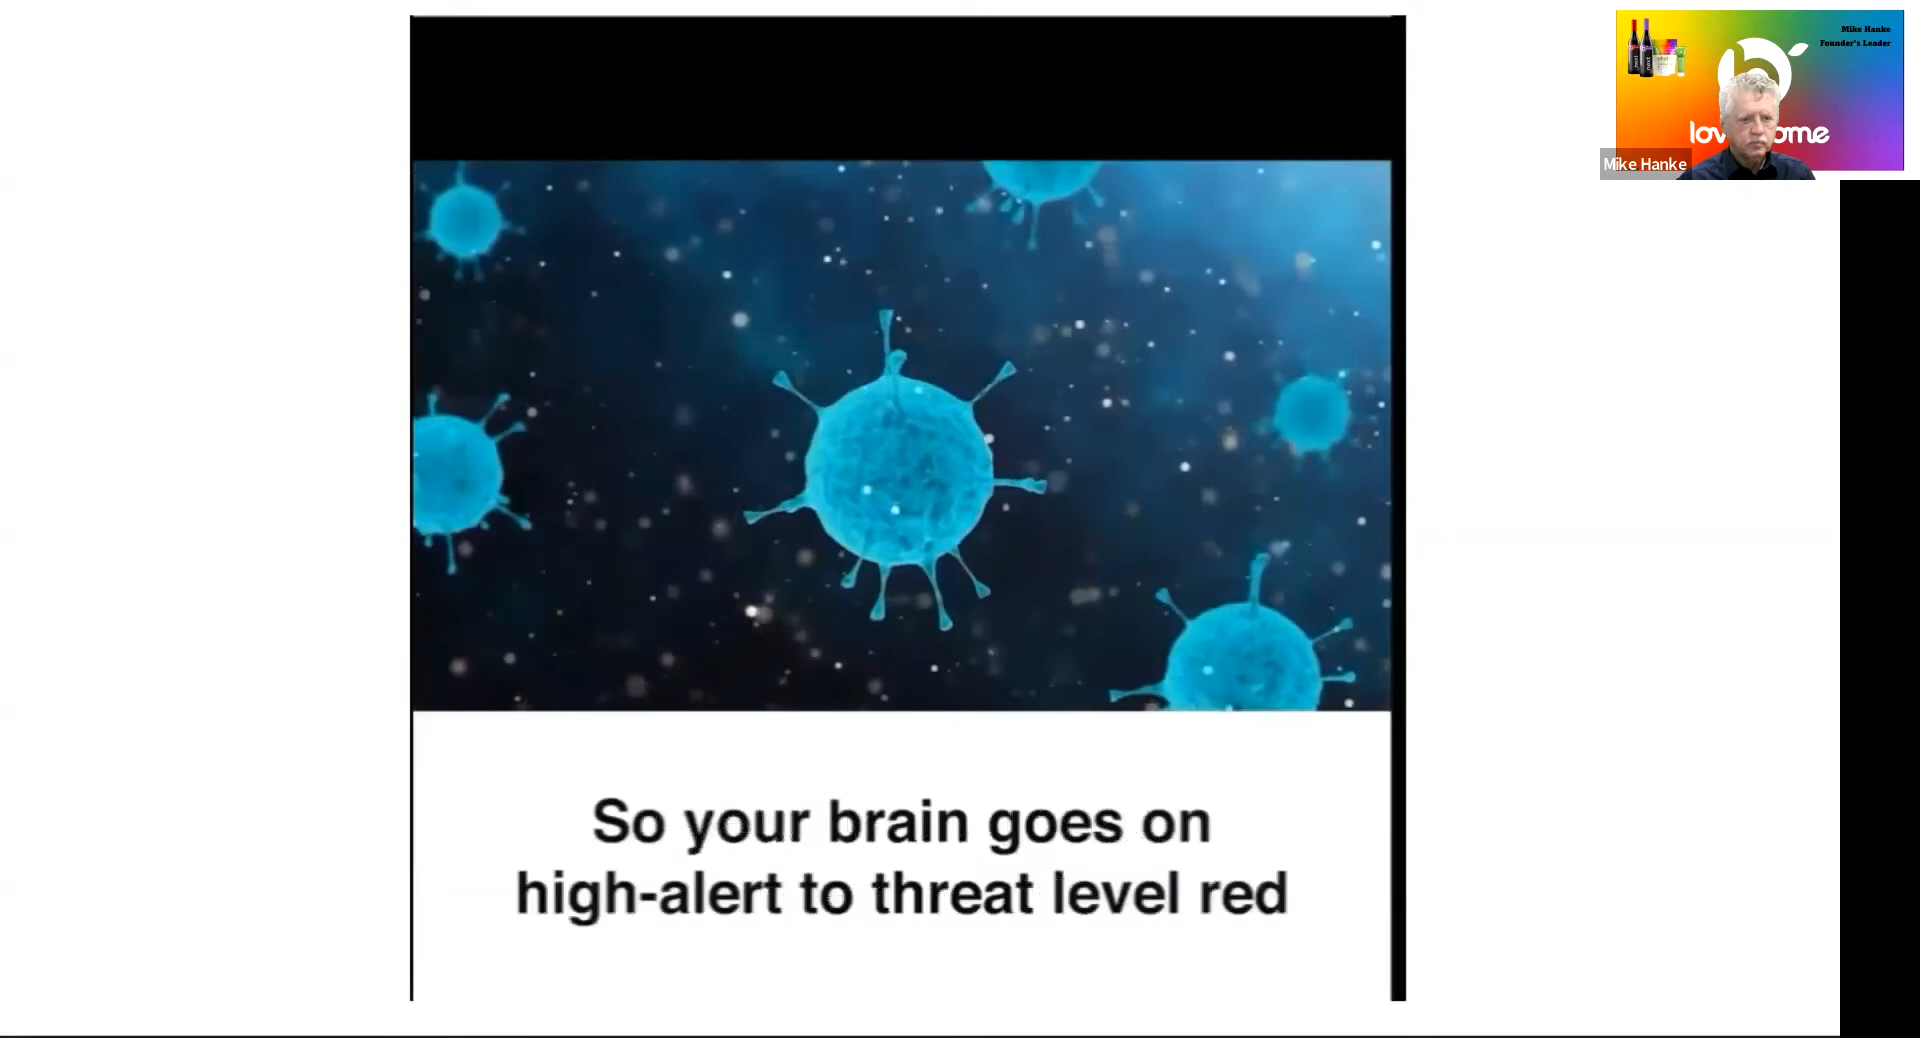 Mike Hanke
Founder's Leader
Mike Hanke
So your brain goes on
high-alert to threat level red